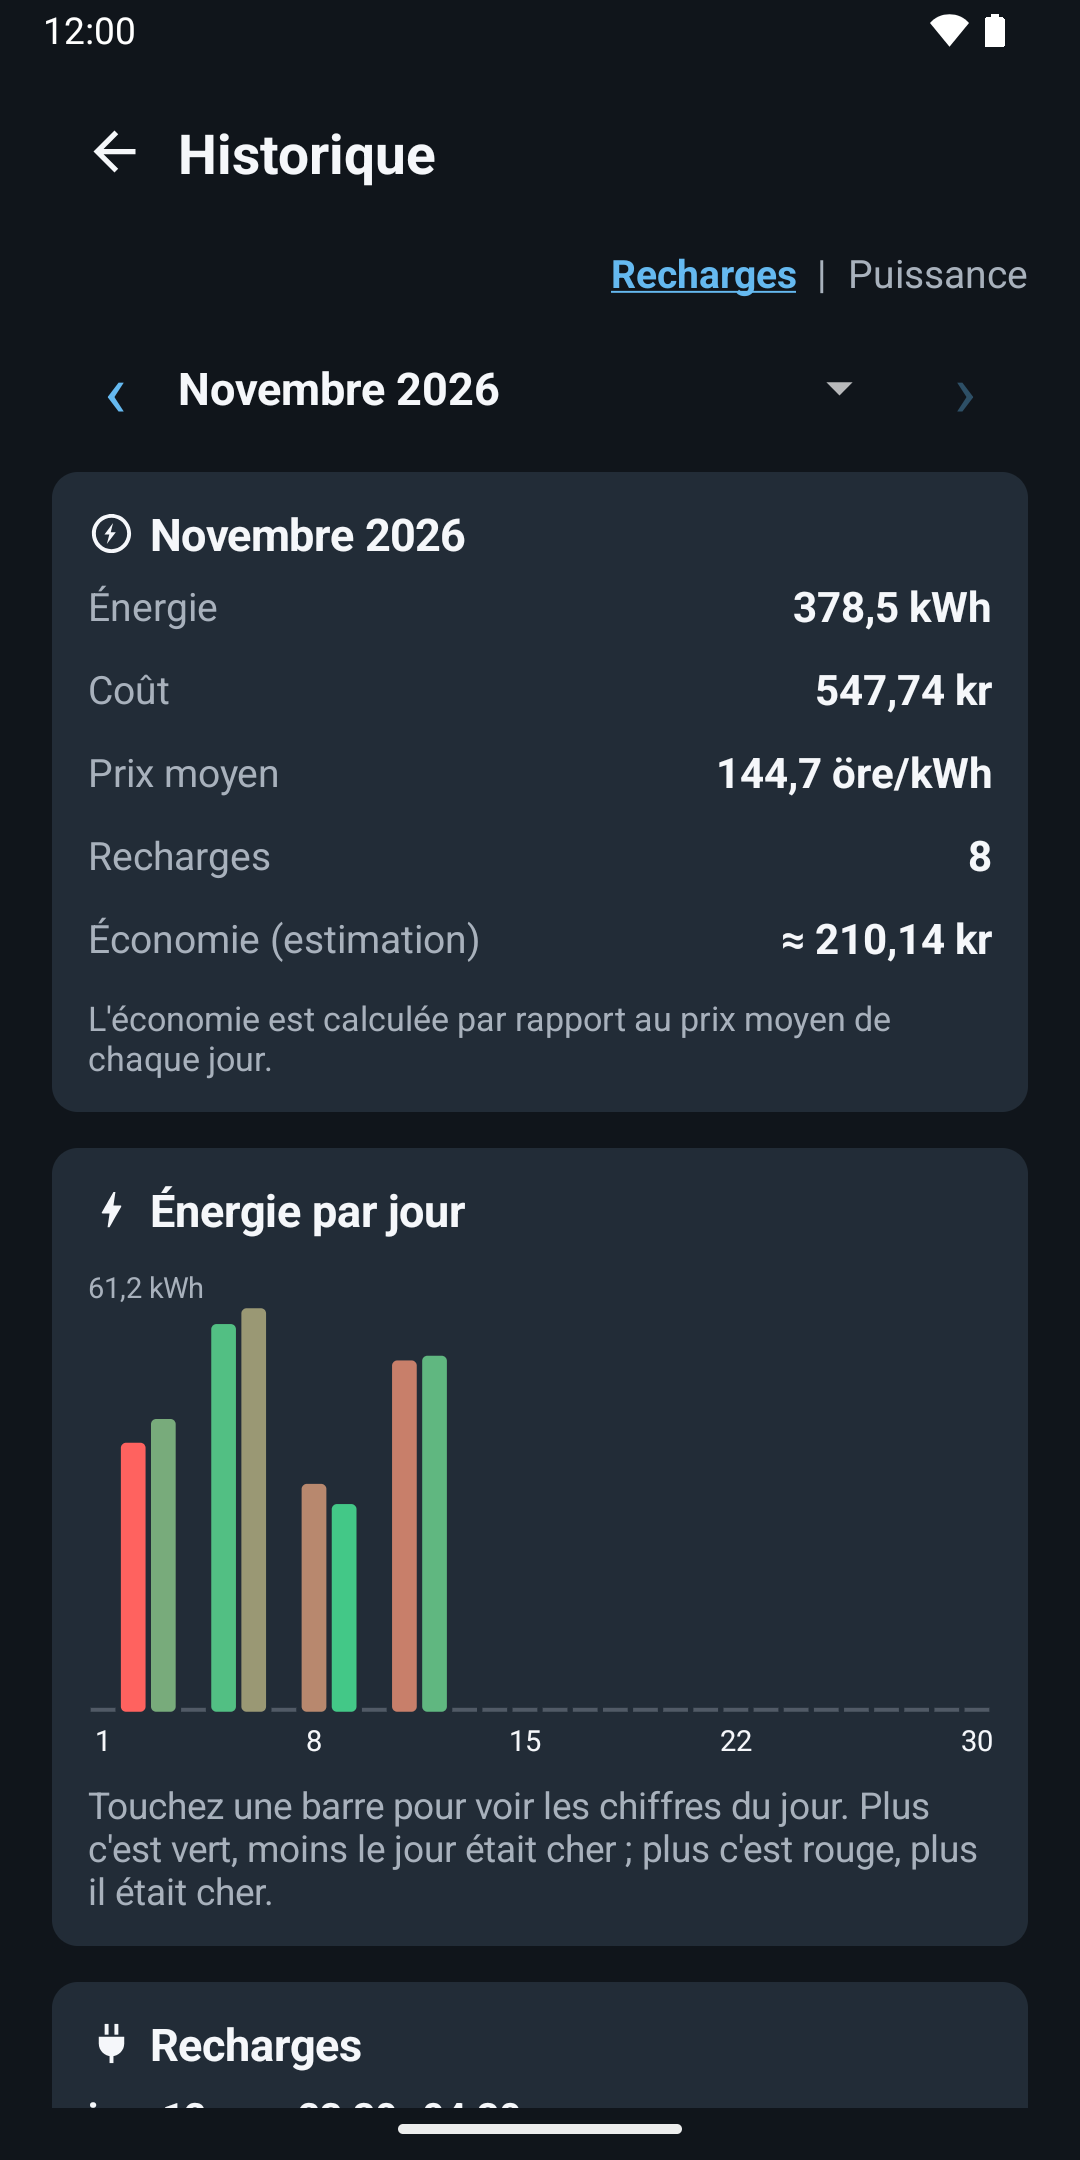 12:00
Historique
Recharges | Puissance
‹ Novembre 2026 ›
Novembre 2026
Énergie 378,5 kWh
Coût 547,74 kr
Prix moyen 144,7 öre/kWh
Recharges 8
Économie (estimation) ≈ 210,14 kr
L'économie est calculée par rapport au prix moyen de
chaque jour.
Énergie par jour
61,2 kWh
1 8 15 22 30
Touchez une barre pour voir les chiffres du jour. Plus
c'est vert, moins le jour était cher ; plus c'est rouge, plus
il était cher.
Recharges